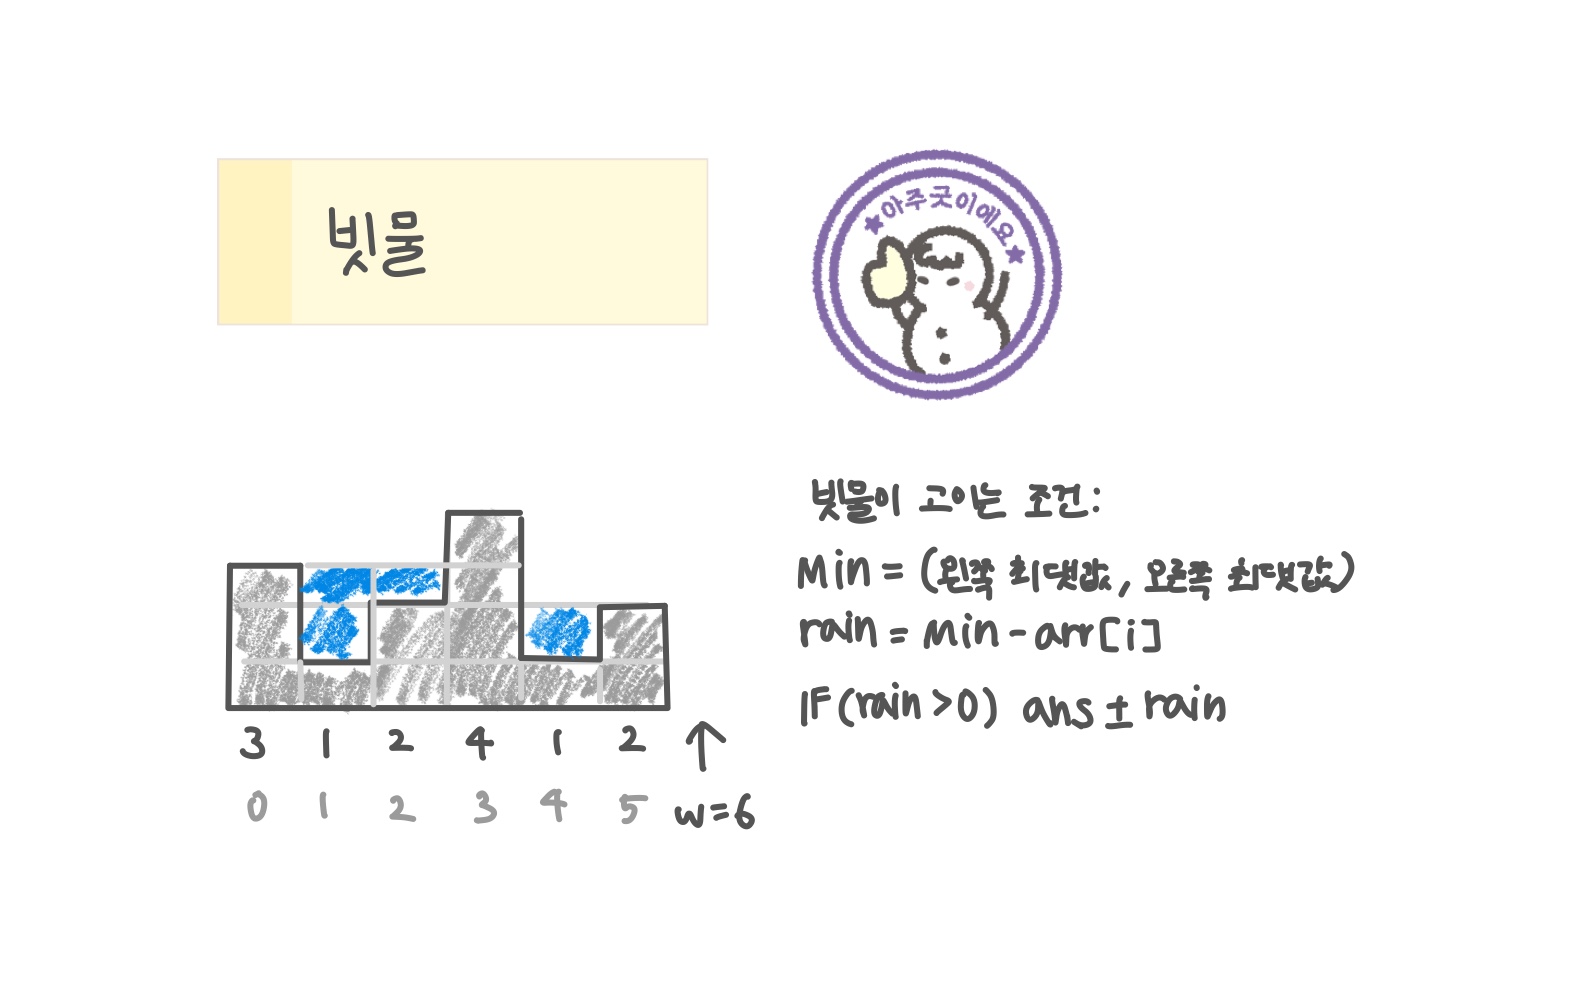 빗물
★아주굿이에요★
빗물이 고이는 조건:
Min = (왼쪽 최댓값, 오른쪽 최댓값)
rain = Min - arr[i]
IF(rain>0) ans ± rain
3 1 2 4 1 2 ↑
0 1 2 3 4 5 w=6